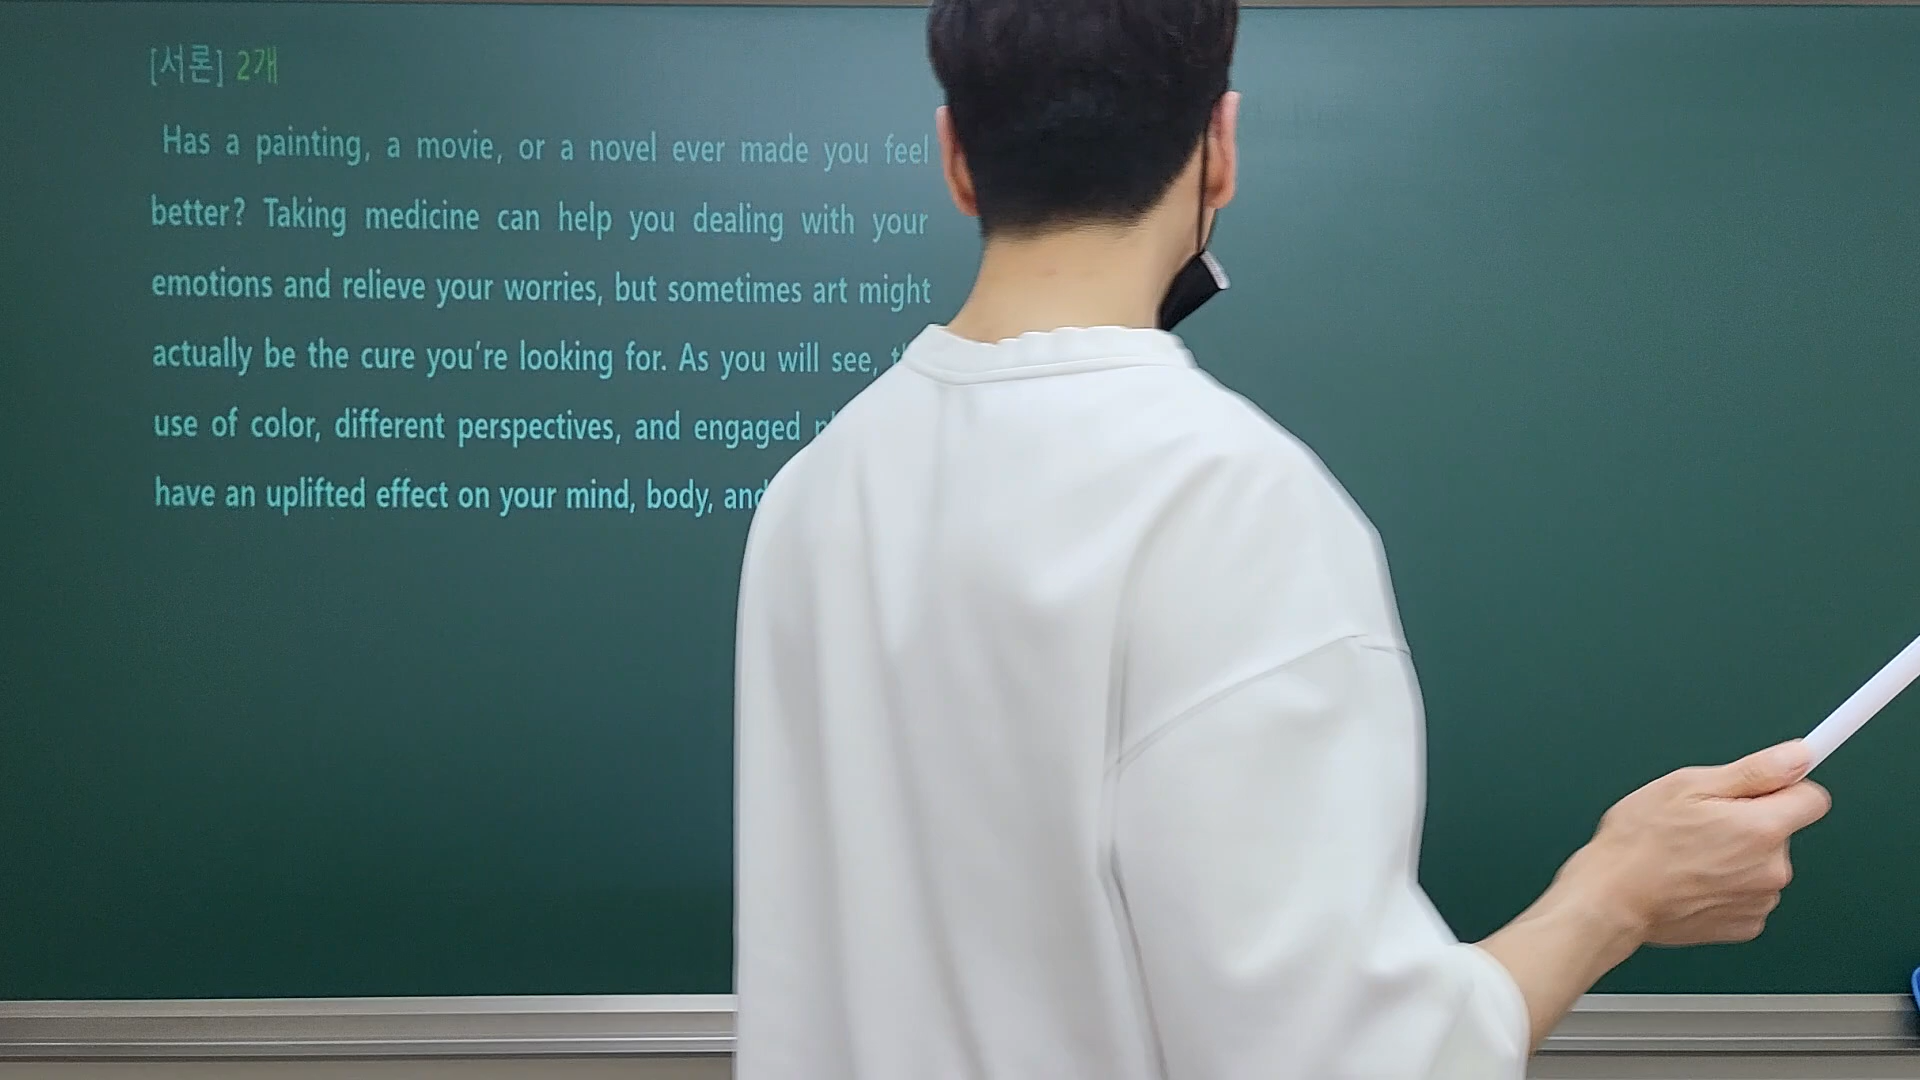 [서론] 2개
Has a painting, a movie, or a novel ever made you feel
better? Taking medicine can help you dealing with your
emotions and relieve your worries, but sometimes art might
actually be the cure you're looking for. As you will see,
use of color, different perspectives, and engaged
have an uplifted effect on your mind, body, and